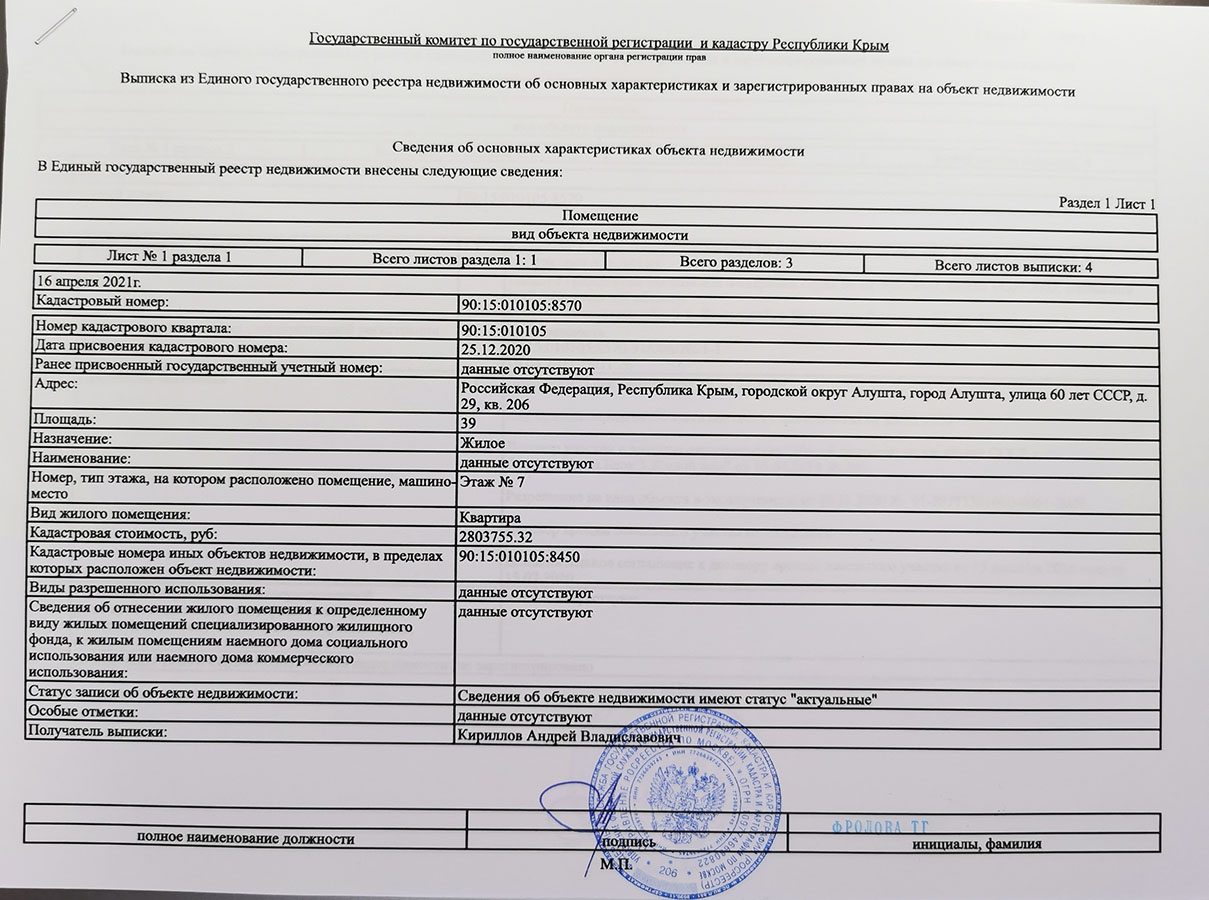 Государственный комитет по государственной регистрации и кадастру Республики Крым
полное наименование органа регистрации прав
Выписка из Единого государственного реестра недвижимости об основных характеристиках и зарегистрированных правах на объект недвижимости
Сведения об основных характеристиках объекта недвижимости
В Единый государственный реестр недвижимости внесены следующие сведения:
Раздел 1 Лист 1
Помещение
вид объекта недвижимости
Лист № 1 раздела 1 Всего листов раздела 1: 1 Всего разделов: 3 Всего листов выписки: 4
16 апреля 2021г.
Кадастровый номер: 90:15:010105:8570
Номер кадастрового квартала: 90:15:010105
Дата присвоения кадастрового номера: 25.12.2020
Ранее присвоенный государственный учетный номер: данные отсутствуют
Адрес: Российская Федерация, Республика Крым, городской округ Алушта, город Алушта, улица 60 лет СССР, д.
29, кв. 206
Площадь: 39
Назначение: Жилое
Наименование: данные отсутствуют
Номер, тип этажа, на котором расположено помещение, машино- Этаж № 7
место
Вид жилого помещения: Квартира
Кадастровая стоимость, руб: 2803755.32
Кадастровые номера иных объектов недвижимости, в пределах 90:15:010105:8450
которых расположен объект недвижимости:
Виды разрешенного использования: данные отсутствуют
Сведения об отнесении жилого помещения к определенному данные отсутствуют
виду жилых помещений специализированного жилищного
фонда, к жилым помещениям наемного дома социального
использования или наемного дома коммерческого
использования:
Статус записи об объекте недвижимости: Сведения об объекте недвижимости имеют статус "актуальные"
Особые отметки: данные отсутствуют
Получатель выписки: Кириллов Андрей Владиславович
ФРОЛОВА ТГ
полное наименование должности подпись инициалы, фамилия
М.П.
206